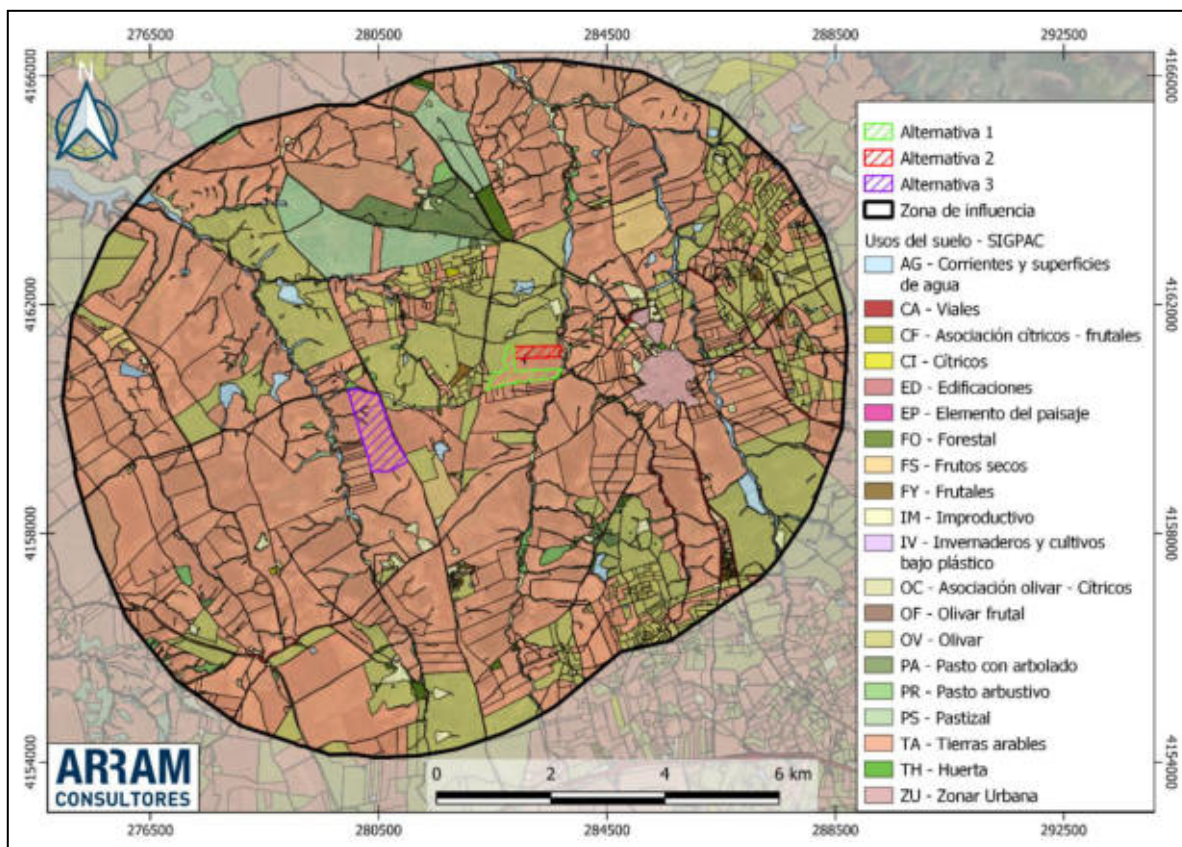 276500 280500 284500 288500 292500
4166000 4166000
N
4162000 4162000
4158000 4158000
4154000 4154000
Alternativa 1
Alternativa 2
Alternativa 3
Zona de influencia
Usos del suelo - SIGPAC
AG - Corrientes y superficies
de agua
CA - Viales
CF - Asociación cítricos - frutales
CI - Cítricos
ED - Edificaciones
EP - Elemento del paisaje
FO - Forestal
FS - Frutos secos
FY - Frutales
IM - Improductivo
IV - Invernaderos y cultivos
bajo plástico
OC - Asociación olivar - Cítricos
OF - Olivar frutal
OV - Olivar
PA - Pasto con arbolado
PR - Pasto arbustivo
PS - Pastizal
TA - Tierras arables
TH - Huerta
ZU - Zonar Urbana
ARRAM
CONSULTORES
0 2 4 6 km
276500 280500 284500 288500 292500